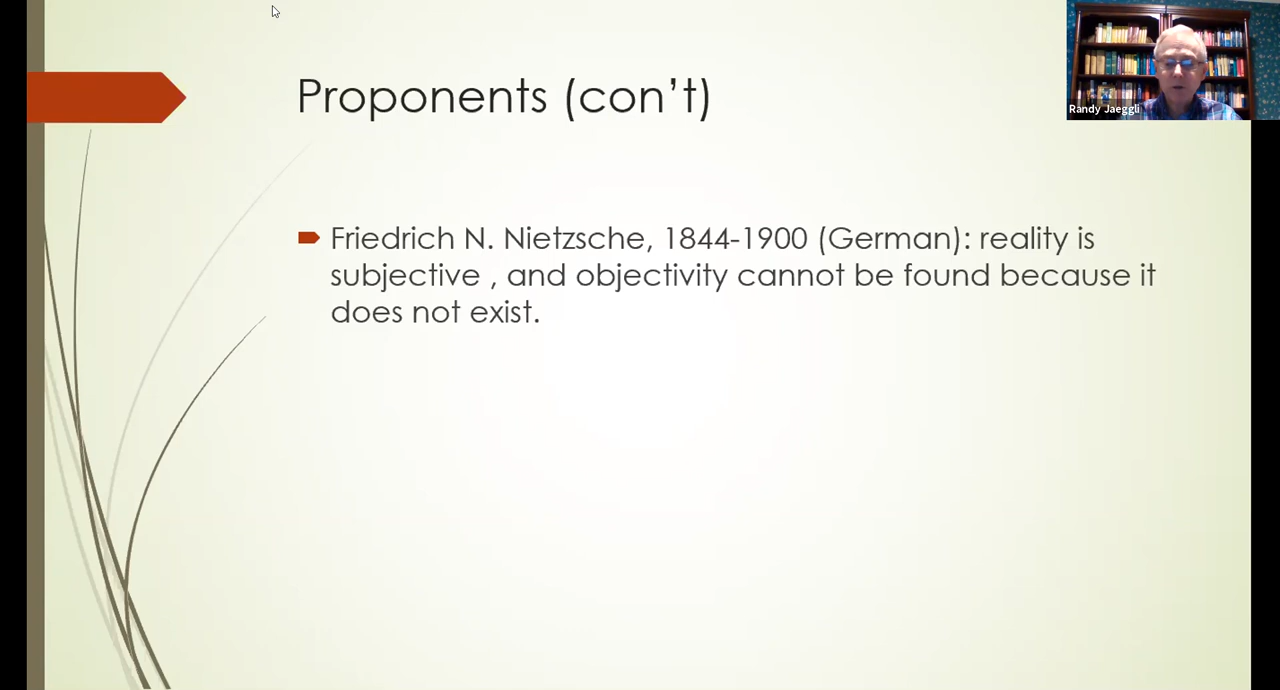 Proponents (con’t)
Randy Jaeggli
Friedrich N. Nietzsche, 1844-1900 (German): reality is
subjective , and objectivity cannot be found because it
does not exist.